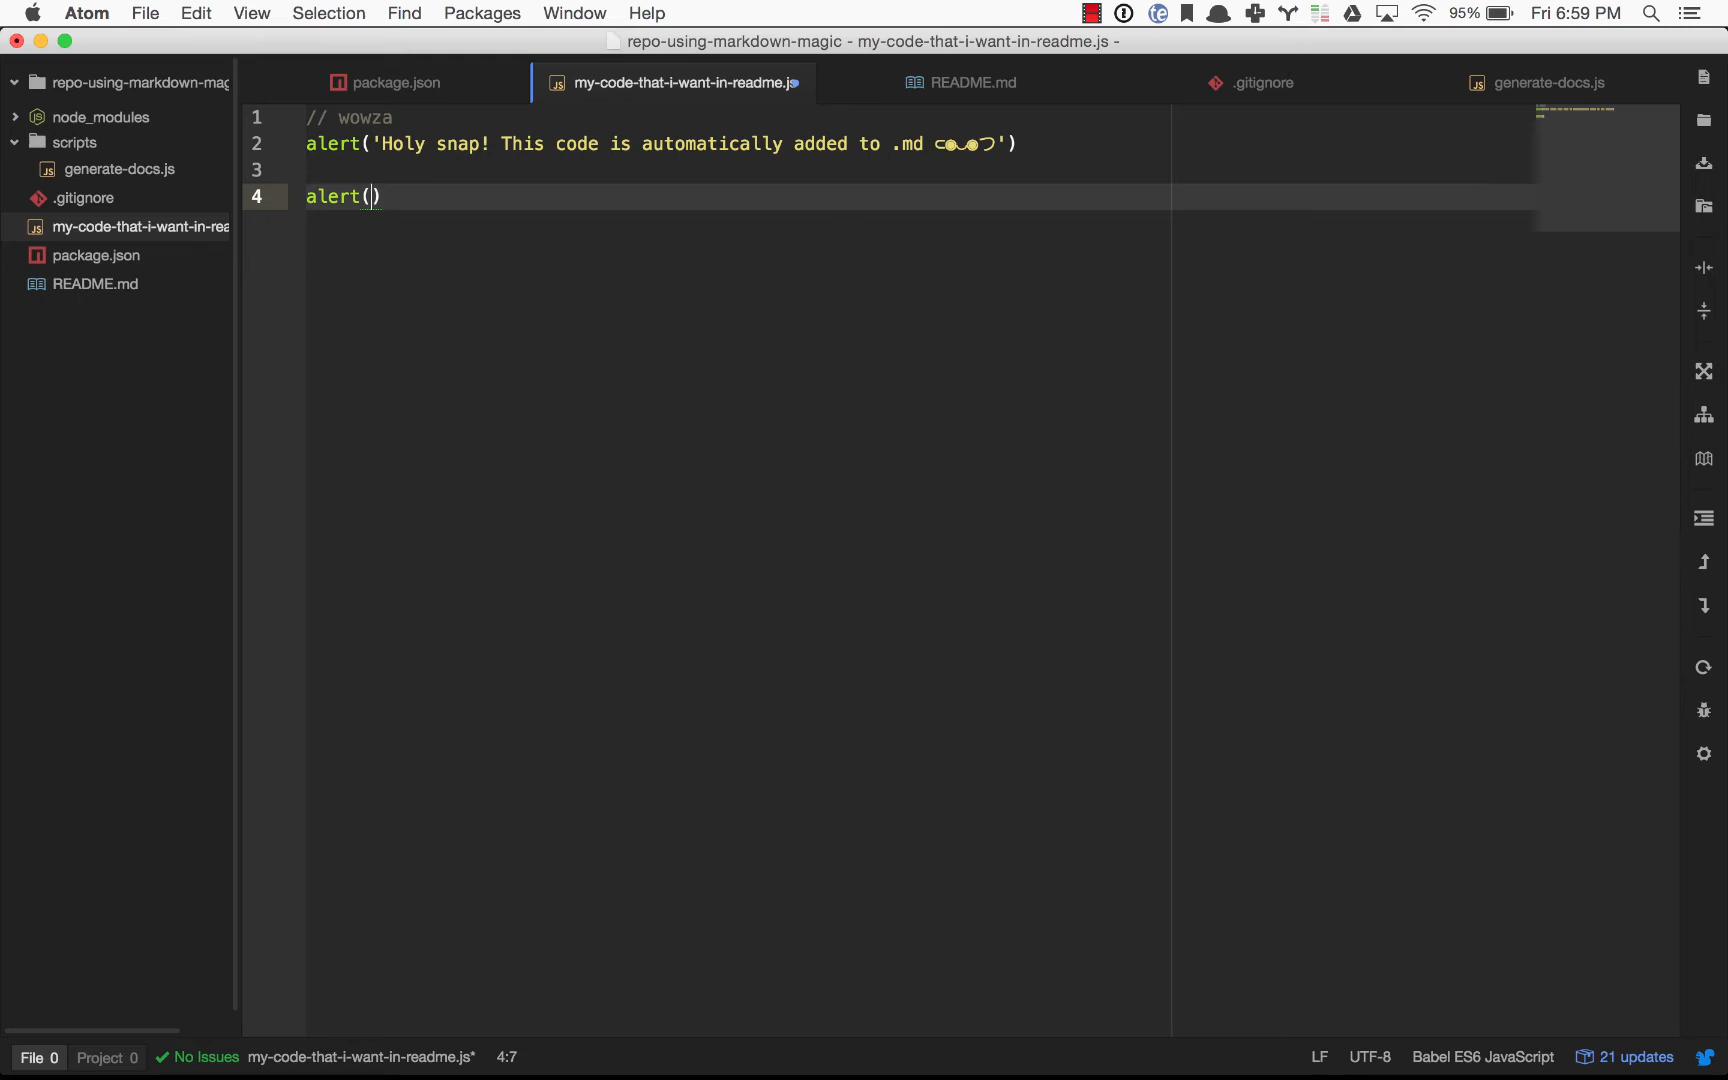 Atom File Edit View Selection Find Packages Window Help 95% Fri 6:59 PM
repo-using-markdown-magic - my-code-that-i-want-in-readme.js -
repo-using-markdown-mag
package.json my-code-that-i-want-in-readme.js README.md .gitignore generate-docs.js
node_modules
scripts
generate-docs.js
.gitignore
my-code-that-i-want-in-rea
package.json
README.md
1 // wowza
2 alert('Holy snap! This code is automatically added to .md ⊂◉‿◉つ')
3
4 alert()
File 0 Project 0 No Issues my-code-that-i-want-in-readme.js* 4:7 LF UTF-8 Babel ES6 JavaScript 21 updates